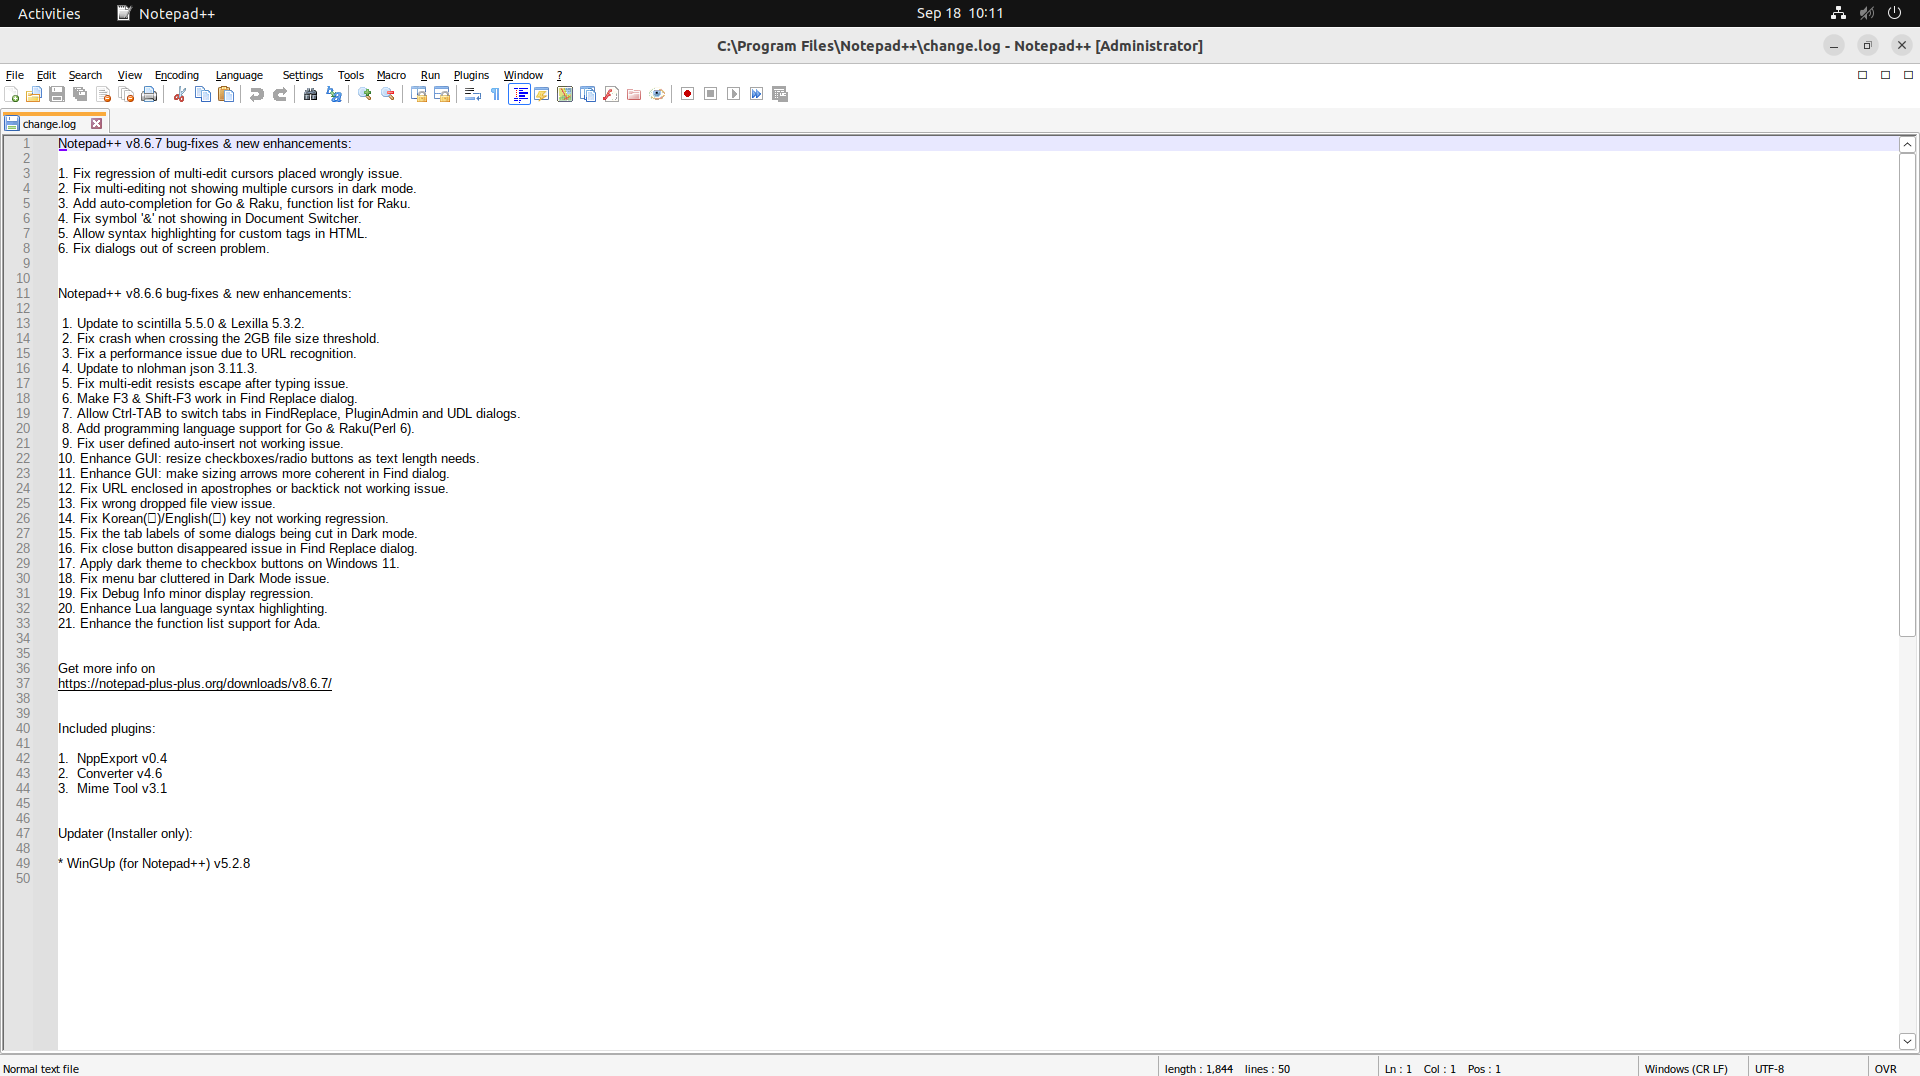 Activities Notepad++ Sep 18 10:11
C:\Program Files\Notepad++\change.log - Notepad++ [Administrator]
File Edit Search View Encoding Language Settings Tools Macro Run Plugins Window ?
change.log
1 Notepad++ v8.6.7 bug-fixes & new enhancements:
2
3 1. Fix regression of multi-edit cursors placed wrongly issue.
4 2. Fix multi-editing not showing multiple cursors in dark mode.
5 3. Add auto-completion for Go & Raku, function list for Raku.
6 4. Fix symbol '&' not showing in Document Switcher.
7 5. Allow syntax highlighting for custom tags in HTML.
8 6. Fix dialogs out of screen problem.
9
10
11 Notepad++ v8.6.6 bug-fixes & new enhancements:
12
13 1. Update to scintilla 5.5.0 & Lexilla 5.3.2.
14 2. Fix crash when crossing the 2GB file size threshold.
15 3. Fix a performance issue due to URL recognition.
16 4. Update to nlohman json 3.11.3.
17 5. Fix multi-edit resists escape after typing issue.
18 6. Make F3 & Shift-F3 work in Find Replace dialog.
19 7. Allow Ctrl-TAB to switch tabs in FindReplace, PluginAdmin and UDL dialogs.
20 8. Add programming language support for Go & Raku(Perl 6).
21 9. Fix user defined auto-insert not working issue.
22 10. Enhance GUI: resize checkboxes/radio buttons as text length needs.
23 11. Enhance GUI: make sizing arrows more coherent in Find dialog.
24 12. Fix URL enclosed in apostrophes or backtick not working issue.
25 13. Fix wrong dropped file view issue.
26 14. Fix Korean(□)/English(□) key not working regression.
27 15. Fix the tab labels of some dialogs being cut in Dark mode.
28 16. Fix close button disappeared issue in Find Replace dialog.
29 17. Apply dark theme to checkbox buttons on Windows 11.
30 18. Fix menu bar cluttered in Dark Mode issue.
31 19. Fix Debug Info minor display regression.
32 20. Enhance Lua language syntax highlighting.
33 21. Enhance the function list support for Ada.
34
35
36 Get more info on
37 https://notepad-plus-plus.org/downloads/v8.6.7/
38
39
40 Included plugins:
41
42 1. NppExport v0.4
43 2. Converter v4.6
44 3. Mime Tool v3.1
45
46
47 Updater (Installer only):
48
49 * WinGUp (for Notepad++) v5.2.8
50
Normal text file length : 1,844 lines : 50 Ln : 1 Col : 1 Pos : 1 Windows (CR LF) UTF-8 OVR